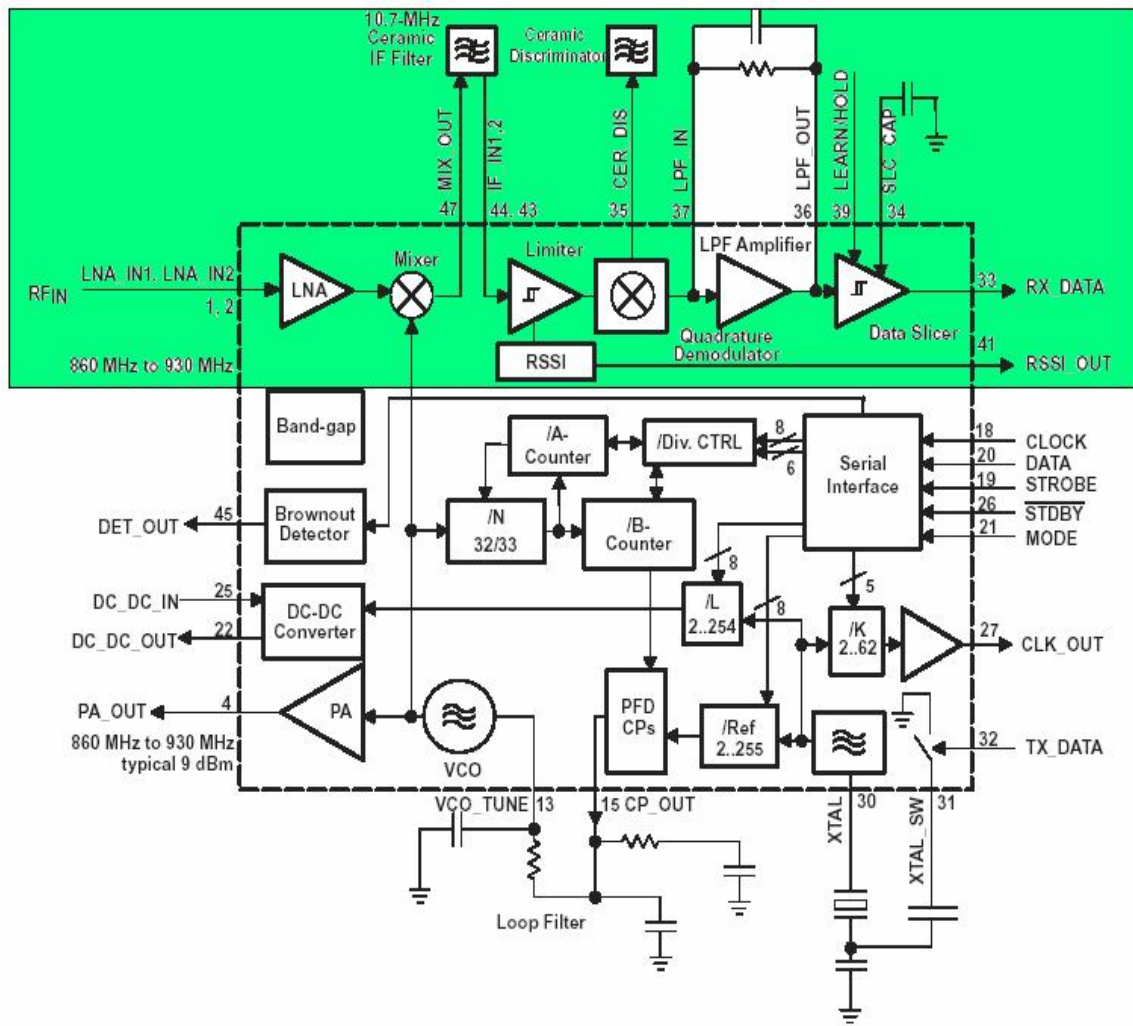 10.7-MHz
Ceramic
IF Filter
Ceramic
Discriminator
MIX_OUT
IF_IN1,2
CER_DIS
LPF_IN
LPF_OUT
LEARN/HOLD
SLC_CAP
47
44, 43
35
37
36
39
34
LNA_IN1. LNA_IN2
RFIN
1, 2
LNA
Mixer
Limiter
LPF Amplifier
33
RX_DATA
Quadrature
Demodulator
Data Slicer
860 MHz to 930 MHz
RSSI
41
RSSI_OUT
Band-gap
/A-
Counter
/Div. CTRL
8
6
Serial
Interface
18
CLOCK
20
DATA
19
STROBE
26
STDBY
21
MODE
DET_OUT
45
Brownout
Detector
/N
32/33
/B-
Counter
8
8
5
DC_DC_IN
25
DC_DC_OUT
22
DC-DC
Converter
/L
2..254
/K
2..62
27
CLK_OUT
PA_OUT
4
PA
860 MHz to 930 MHz
typical 9 dBm
VCO
PFD
CPs
/Ref
2..255
32
TX_DATA
VCO_TUNE 13
15 CP_OUT
30
31
XTAL
XTAL_SW
Loop Filter